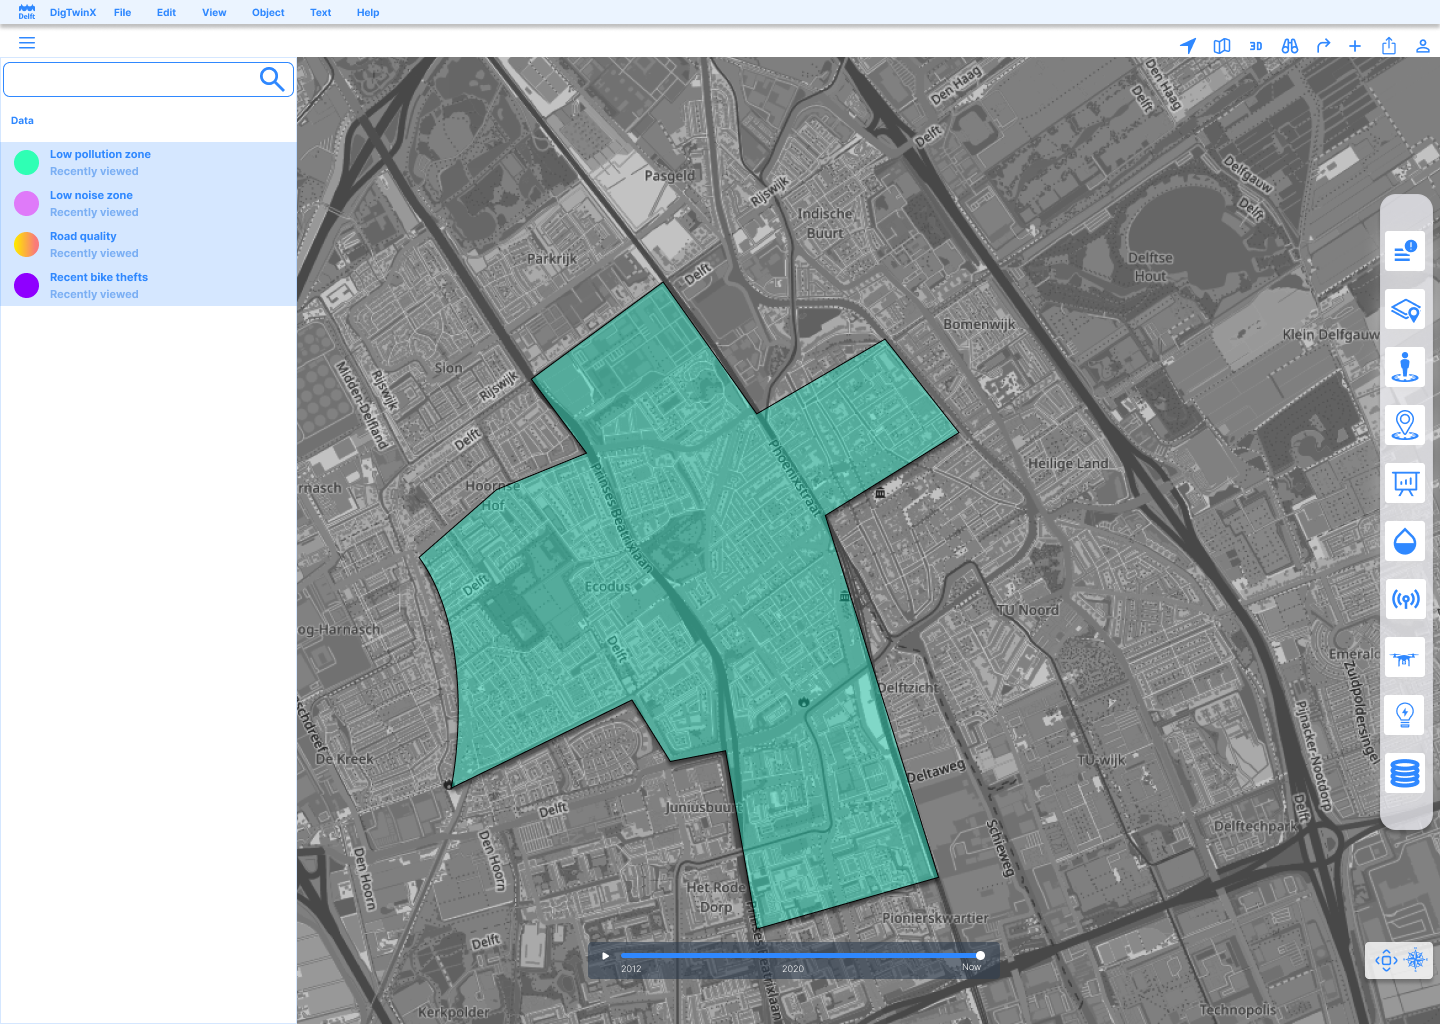 Delft
DigTwinX
File
Edit
View
Object
Text
Help
3D
Data
Low pollution zone
Recently viewed
Low noise zone
Recently viewed
Road quality
Recently viewed
Recent bike thefts
Recently viewed
Den Haag
Delft
Den Haag
Delft
Pasgeld
Rijswijk
Delfgauw
Delft
Indische
Buurt
Parkrijk
Delft
Delftse
Hout
Bomenwijk
Klein Delfgauw
Sion
Rijswijk
Midden-Delfland
Rijswijk
Delft
Phoenixstraat
Heilige Land
rnasch
Hoornse
Hof
Prinses Beatrixlaan
Delft
Ecodus
TU Noord
og-Harnasch
Delft
Emerald
Zuidpoldersingel
Delftzicht
schdreef
De Kreek
Pijnacker-Nootdorp
Delft
TU-wijk
Deltaweg
Juniusbuurt
Delft
Schieweg
Delftechpark
Den Hoorn
Den Hoorn
Het Rode
Dorp
Pionierskwartier
Prinses Beatrixlaan
Delft
2012
2020
Now
Kerkpolder
Technopolis